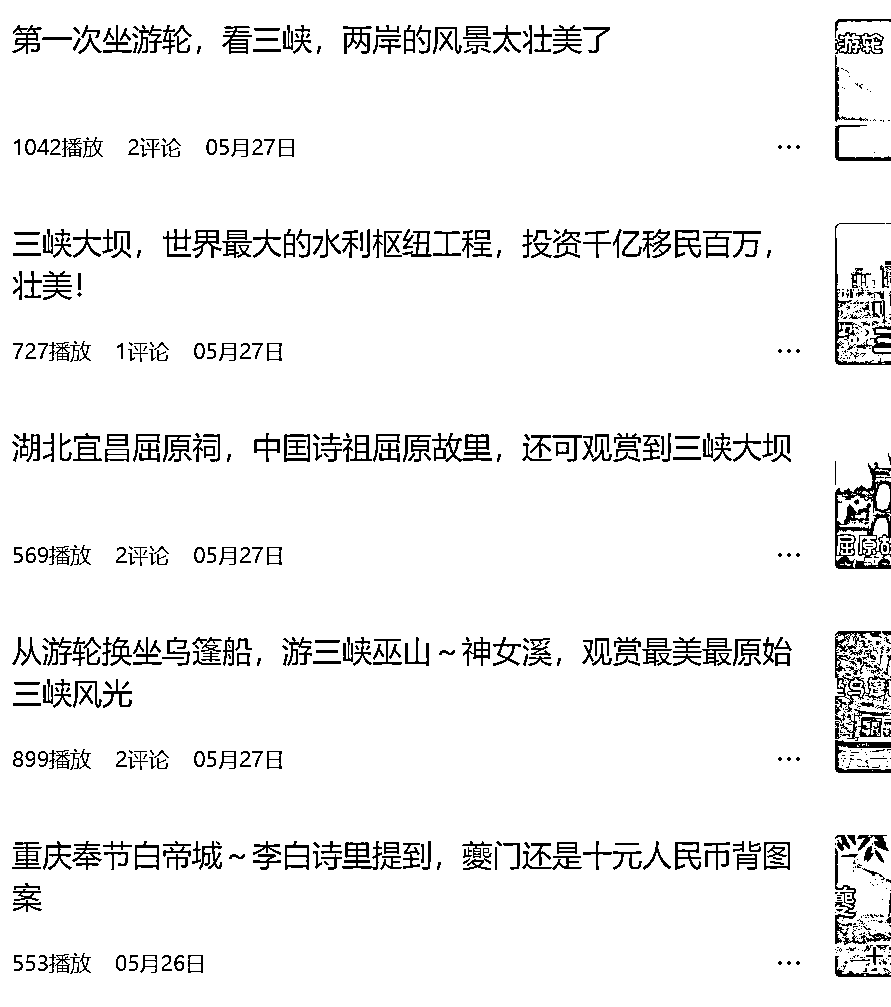 第一次坐游轮，看三峡，两岸的风景太壮美了
游轮
1042播放 2评论 05月27日
...
三峡大坝，世界最大的水利枢纽工程，投资千亿移民百万，
壮美！
727播放 1评论 05月27日
...
湖北宜昌屈原祠，中国诗祖屈原故里，还可观赏到三峡大坝
屈原故
569播放 2评论 05月27日
...
从游轮换坐乌篷船，游三峡巫山～神女溪，观赏最美最原始
三峡风光
899播放 2评论 05月27日
...
重庆奉节白帝城～李白诗里提到，夔门还是十元人民币背图
案
夔
十
553播放 05月26日
...